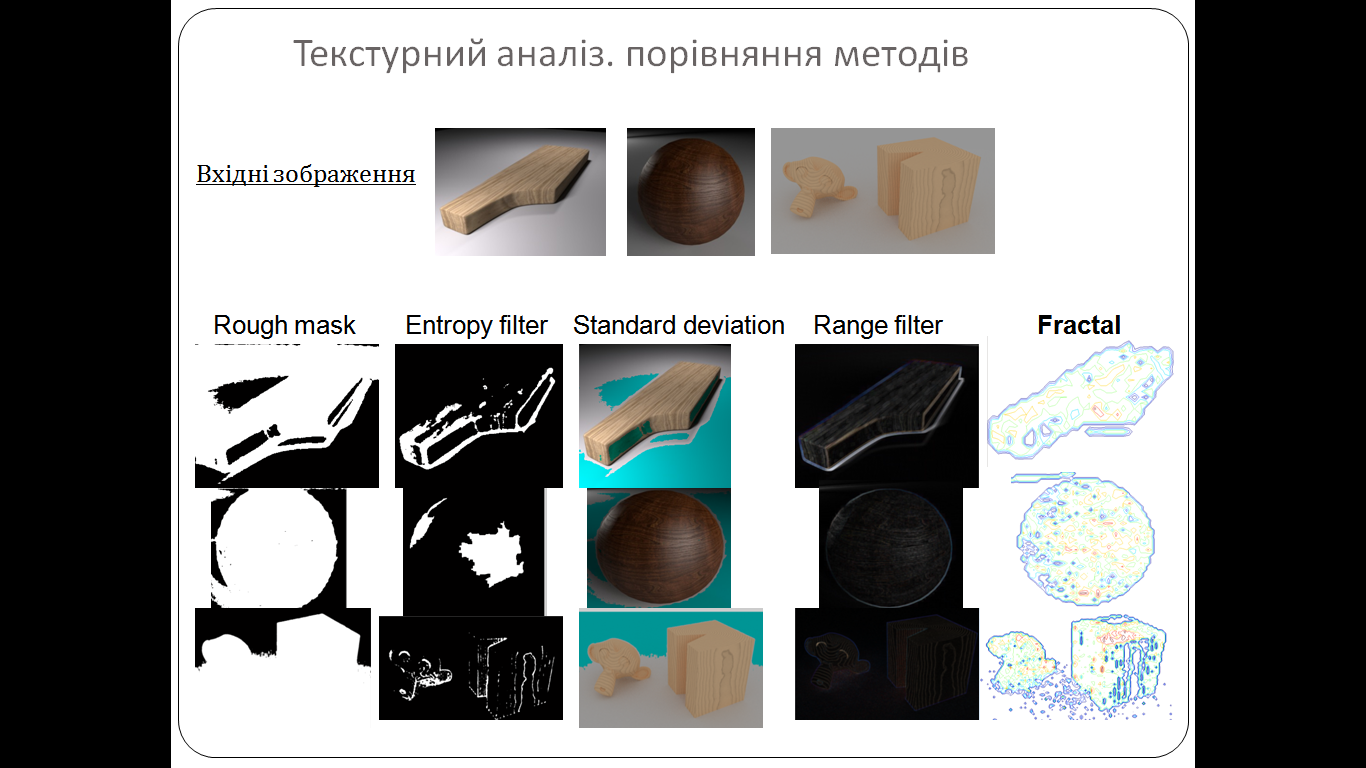 Текстурний аналіз. порівняння методів
Вхідні зображення
Rough mask Entropy filter Standard deviation Range filter Fractal